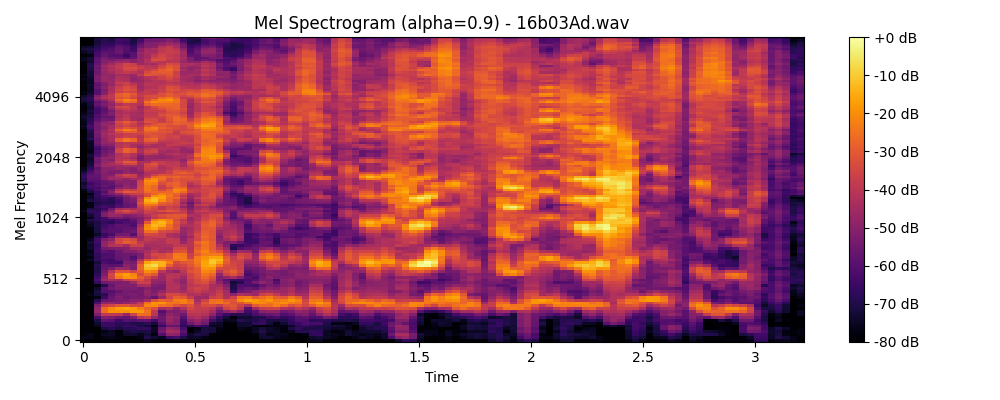 Mel Spectrogram (alpha=0.9) - 16b03Ad.wav
Mel Frequency
4096
2048
1024
512
0
0
0.5
1
1.5
2
2.5
3
Time
+0 dB
-10 dB
-20 dB
-30 dB
-40 dB
-50 dB
-60 dB
-70 dB
-80 dB